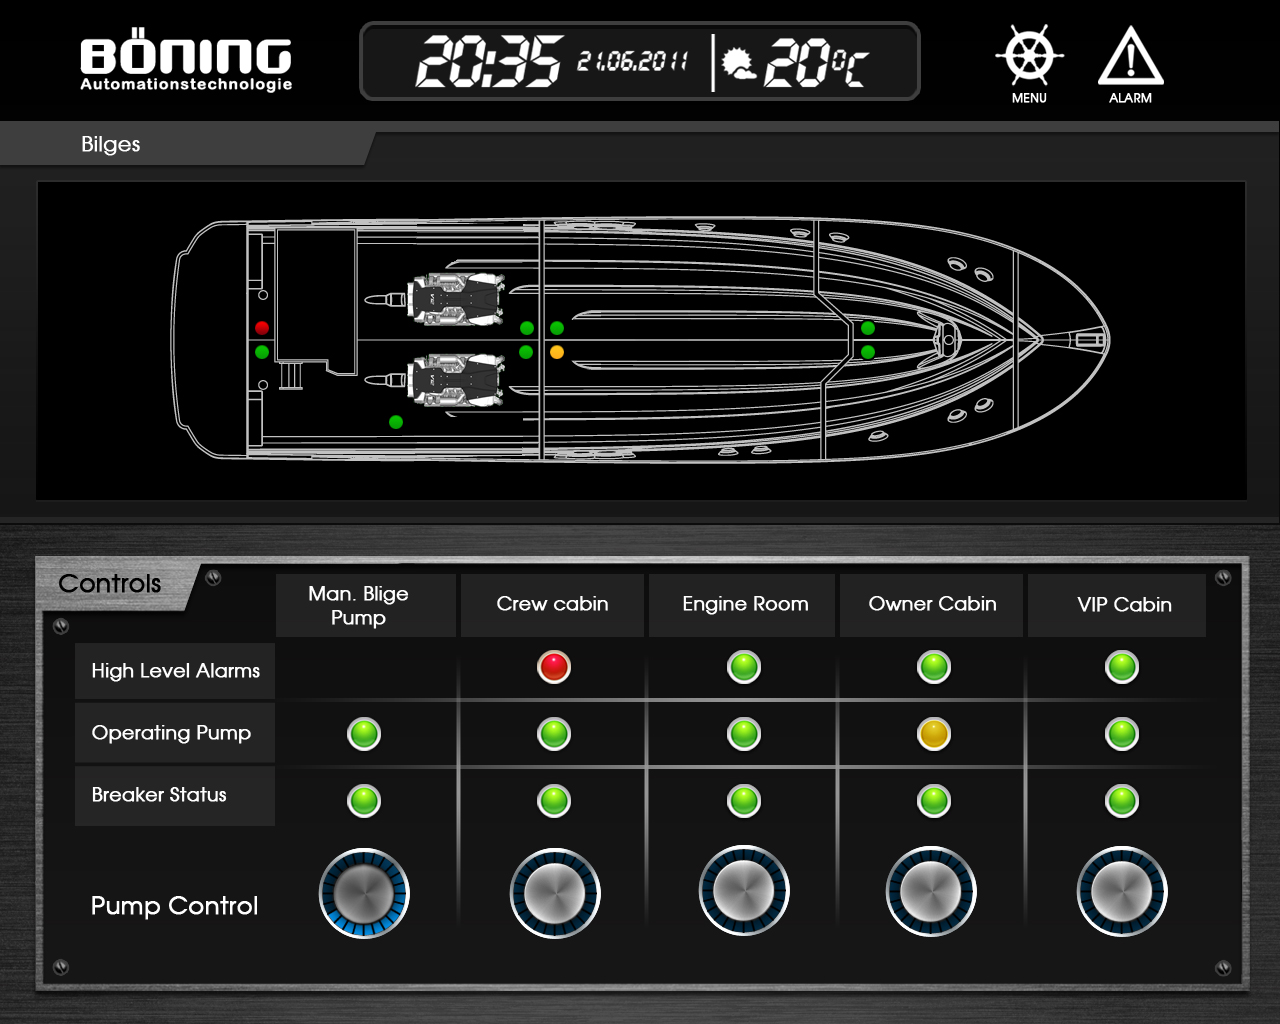 BÖNING
Automationstechnologie
20:35 21.06.2011 20°C
MENU
ALARM
Bilges
Controls
Man. Blige
Pump
Crew cabin
Engine Room
Owner Cabin
VIP Cabin
High Level Alarms
Operating Pump
Breaker Status
Pump Control